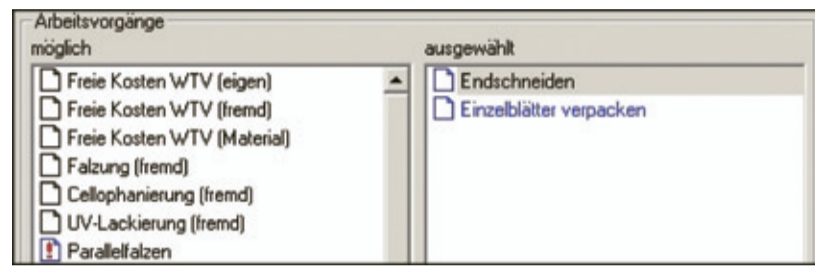 Arbeitsvorgänge
möglich
Freie Kosten WTV (eigen)
Freie Kosten WTV (fremd)
Freie Kosten WTV (Material)
Falzung (fremd)
Cellophanierung (fremd)
UV-Lackierung (fremd)
Parallelfalzen
ausgewählt
Endschneiden
Einzelblätter verpacken